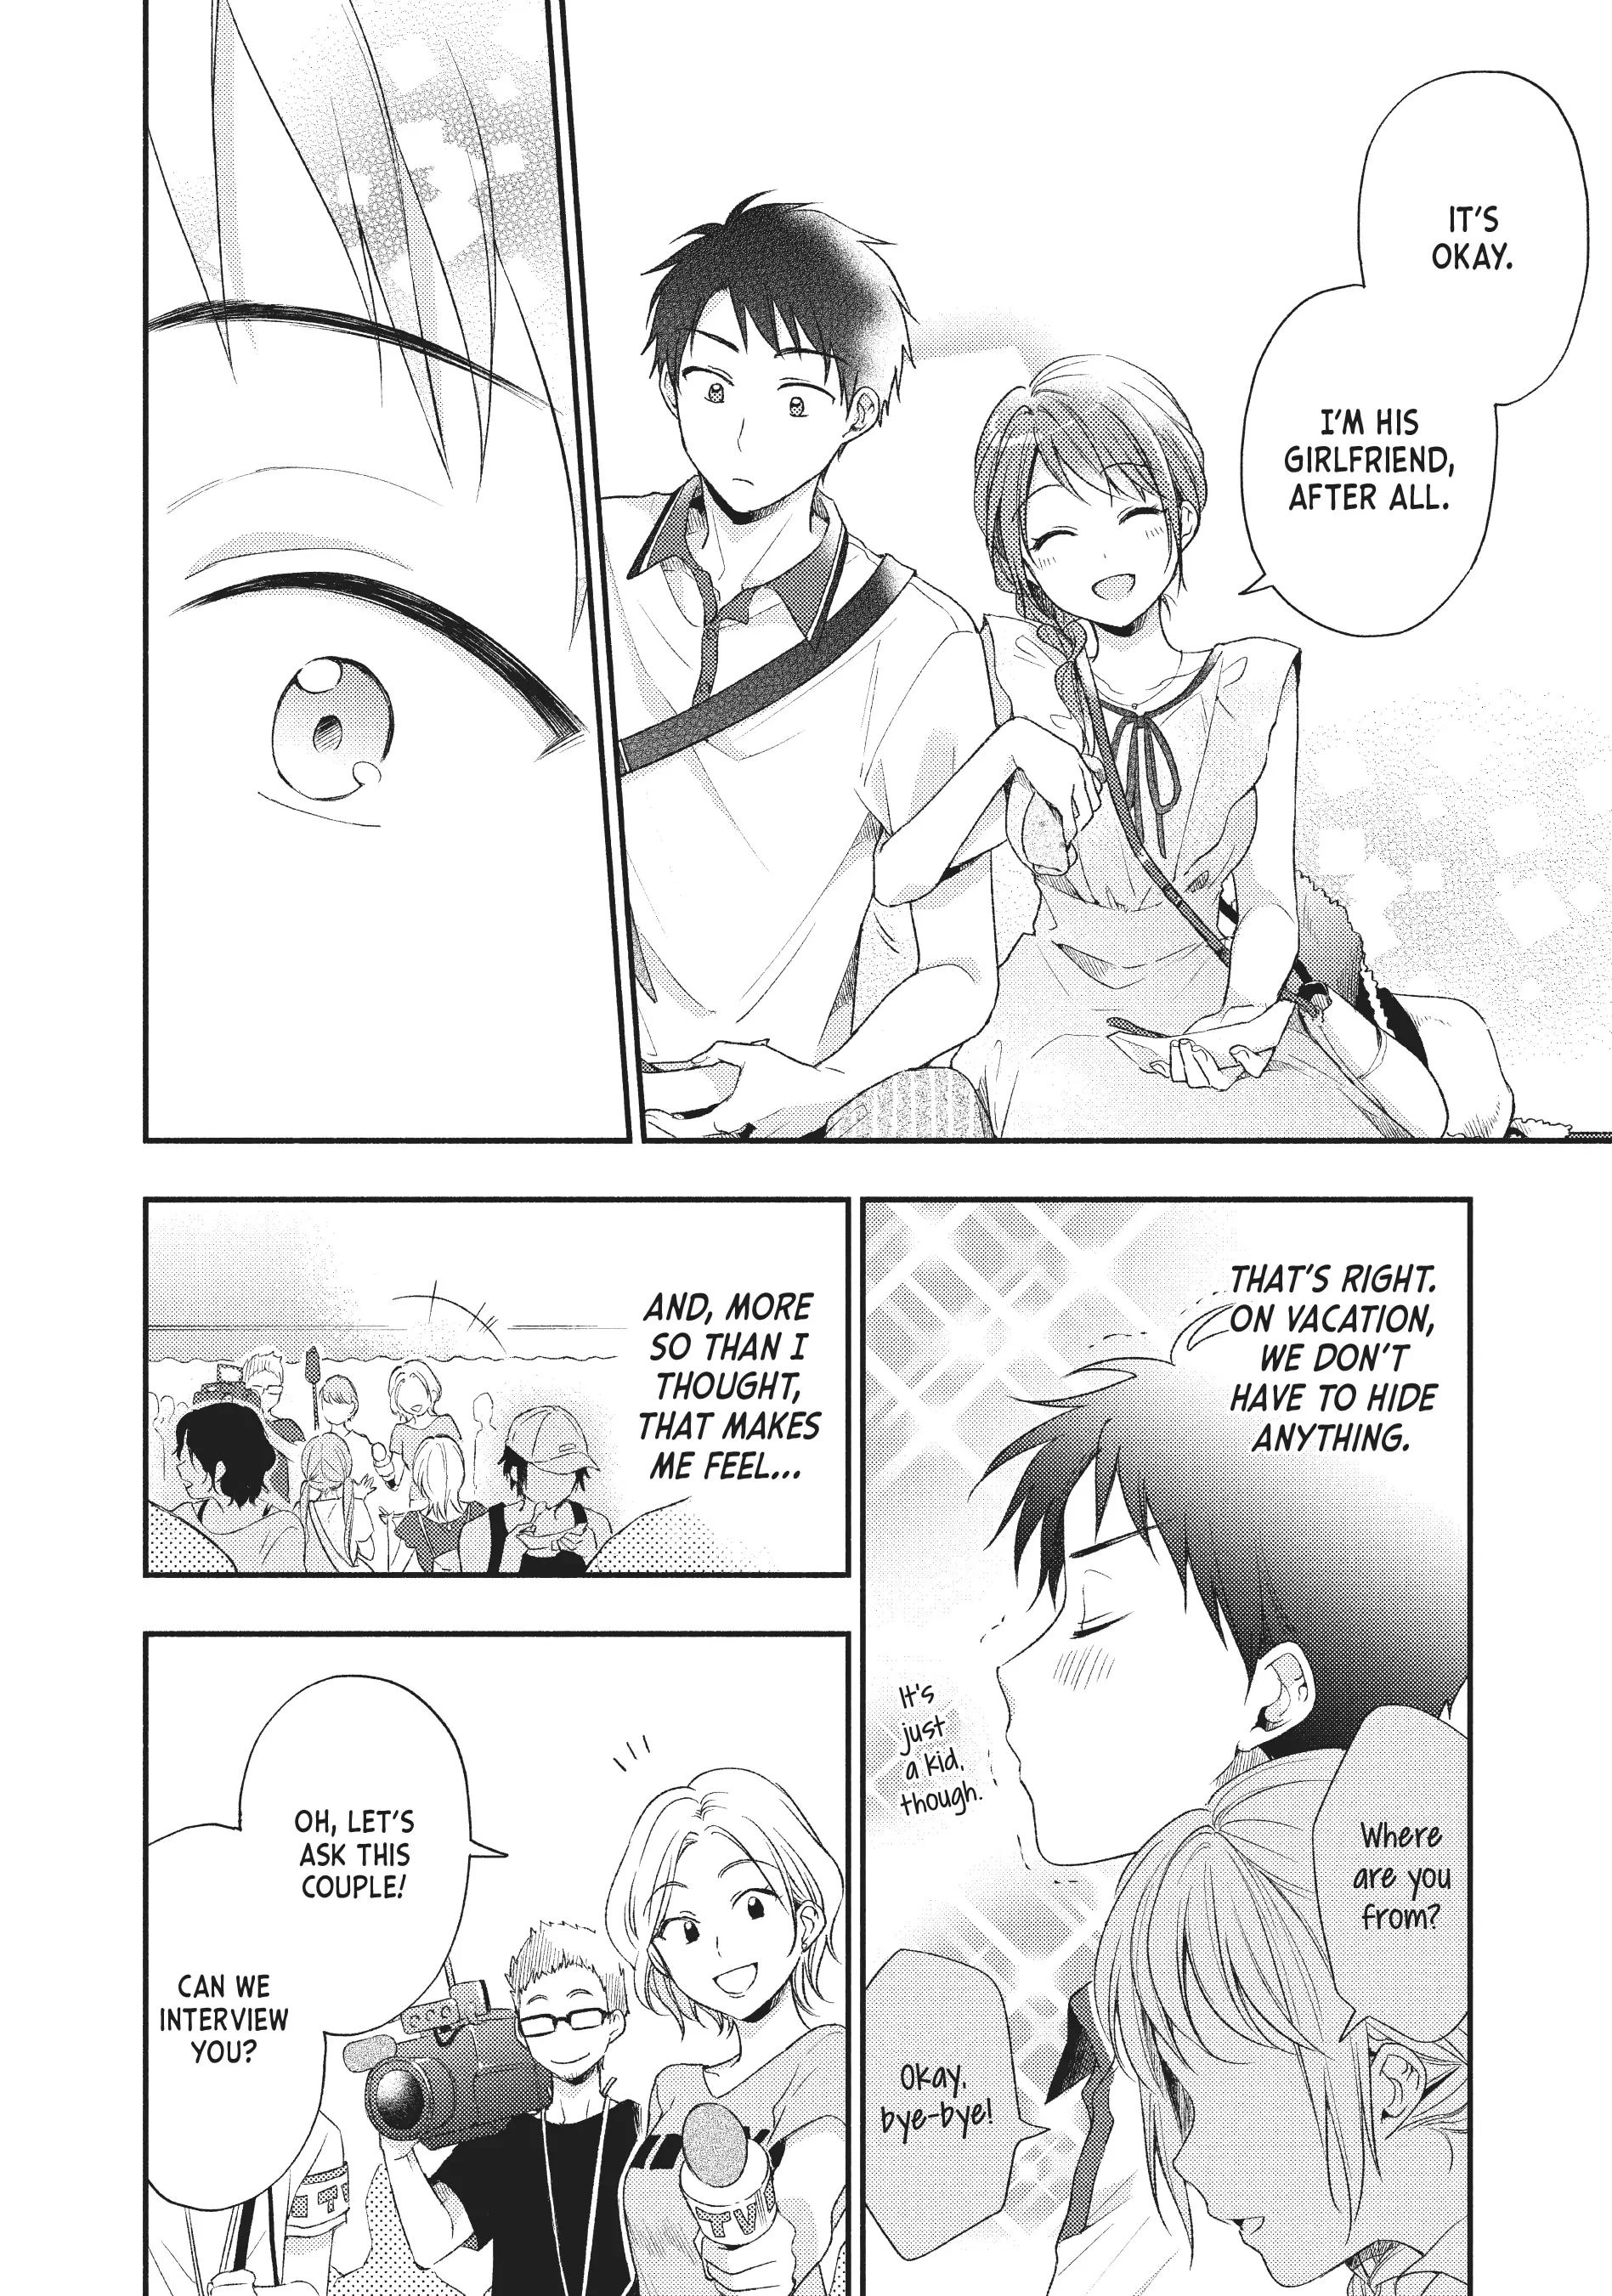 IT'S
OKAY.
I'M HIS
GIRLFRIEND,
AFTER ALL.
THAT'S RIGHT.
ON VACATION,
WE DON'T
HAVE TO HIDE
ANYTHING.
It's
just
a kid,
though.
Where
are you
from?
Okay,
bye-bye!
AND, MORE
SO THAN I
THOUGHT,
THAT MAKES
ME FEEL...
OH, LET'S
ASK THIS
COUPLE!
CAN WE
INTERVIEW
YOU?
TV